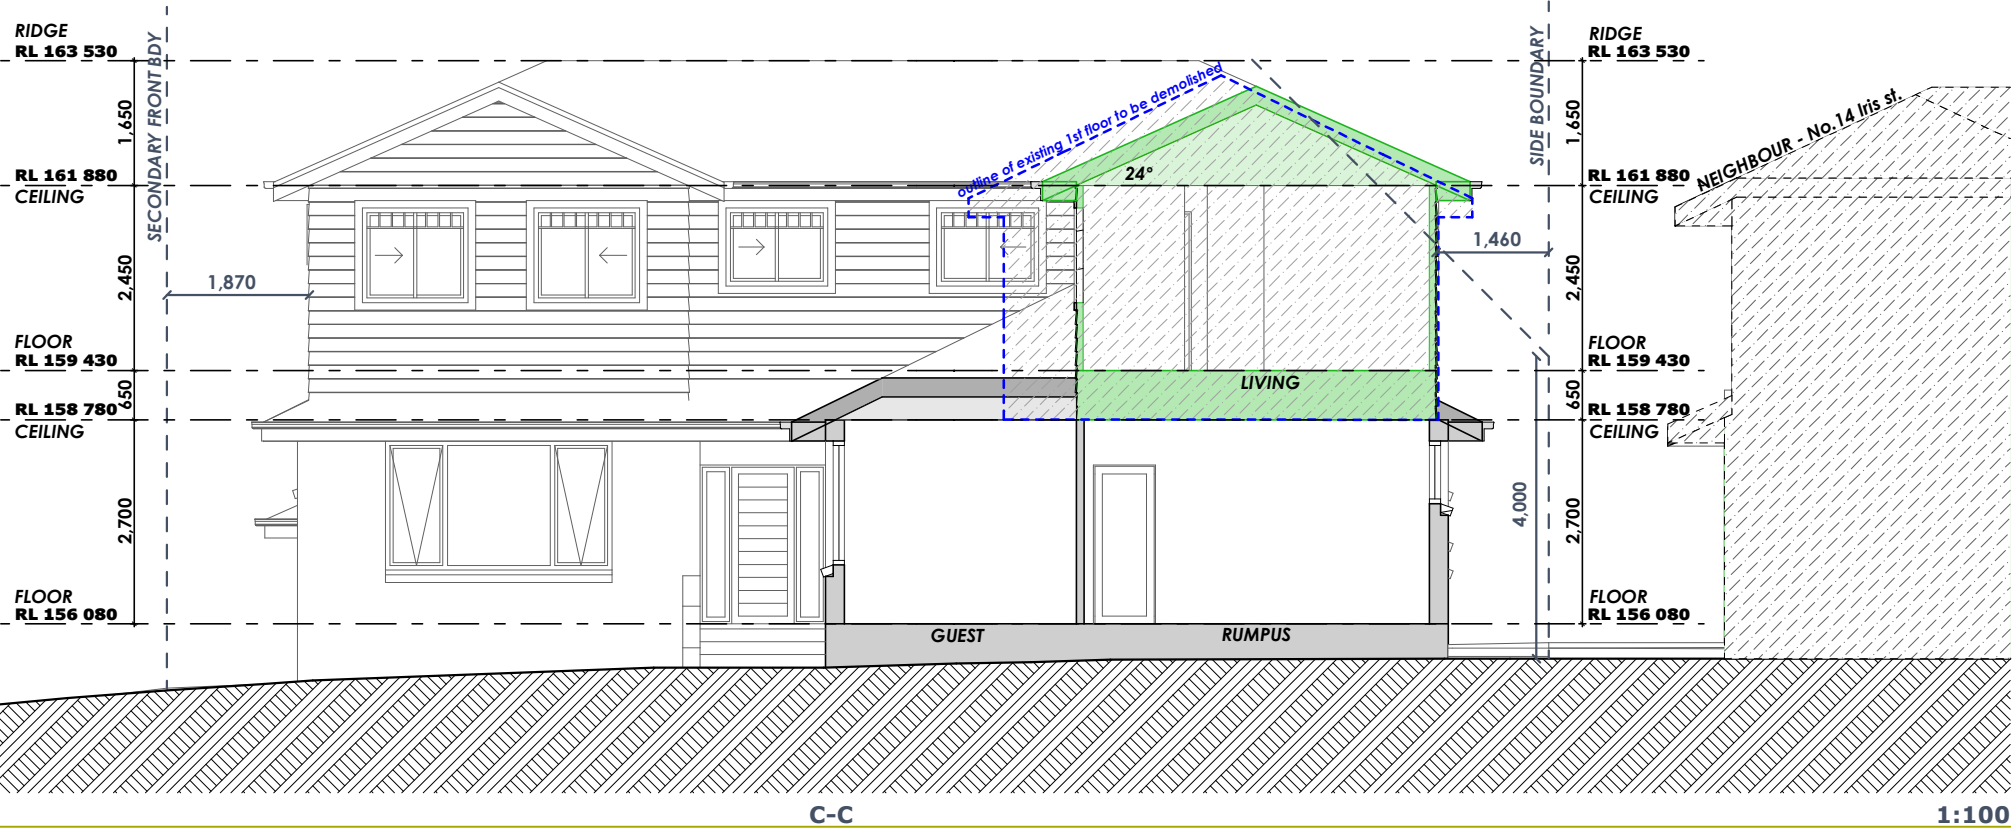 RIDGE
RL 163 530
1,650
RL 161 880
CEILING
2,450
FLOOR
RL 159 430
650
RL 158 780
CEILING
2,700
FLOOR
RL 156 080
SECONDARY FRONT BDY
1,870
outline of existing 1st floor to be demolished
24°
LIVING
GUEST
RUMPUS
1,460
4,000
SIDE BOUNDARY
RIDGE
RL 163 530
1,650
RL 161 880
CEILING
2,450
FLOOR
RL 159 430
650
RL 158 780
CEILING
2,700
FLOOR
RL 156 080
NEIGHBOUR - No.14 Iris st.
C-C
1:100